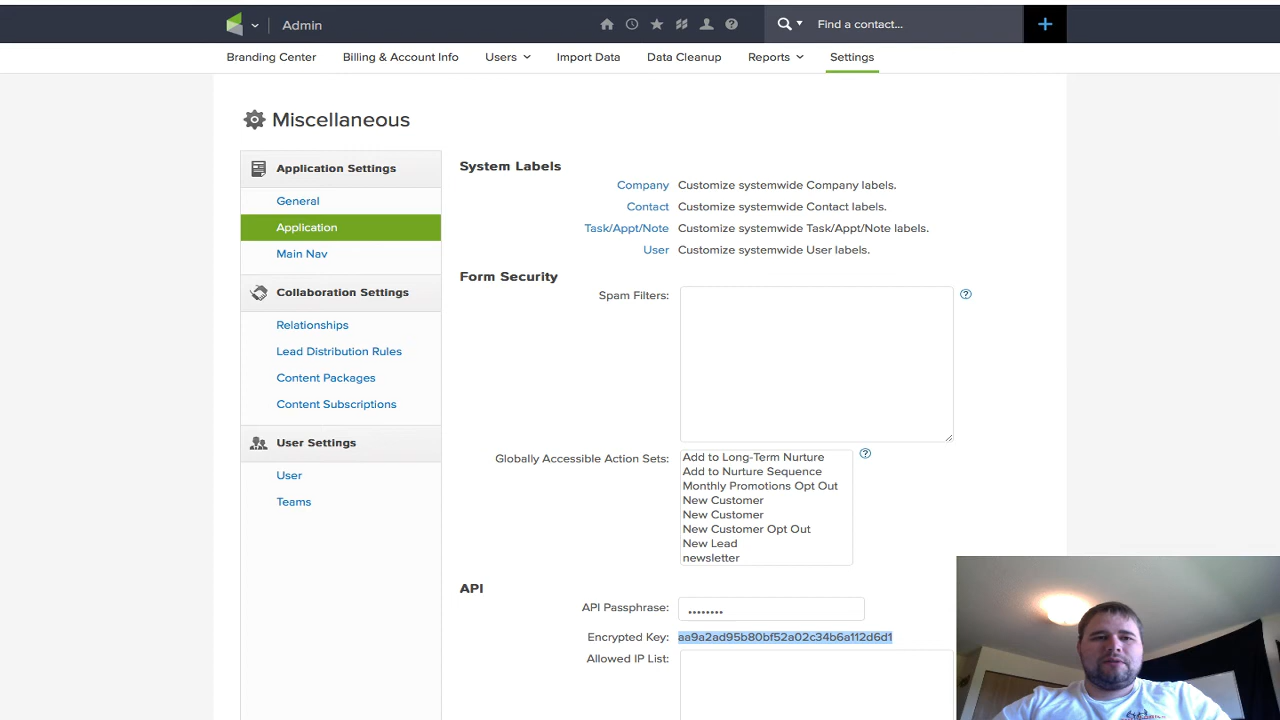 Admin
Find a contact...
Branding Center
Billing & Account Info
Users
Import Data
Data Cleanup
Reports
Settings
Miscellaneous
Application Settings
General
Application
Main Nav
Collaboration Settings
Relationships
Lead Distribution Rules
Content Packages
Content Subscriptions
User Settings
User
Teams
System Labels
Company Customize systemwide Company labels.
Contact Customize systemwide Contact labels.
Task/Appt/Note Customize systemwide Task/Appt/Note labels.
User Customize systemwide User labels.
Form Security
Spam Filters:
Globally Accessible Action Sets:
Add to Long-Term Nurture
Add to Nurture Sequence
Monthly Promotions Opt Out
New Customer
New Customer
New Customer Opt Out
New Lead
newsletter
API
API Passphrase: ••••••••
Encrypted Key: aa9a2ad95b80bf52a02c34b6a112d6d1
Allowed IP List: